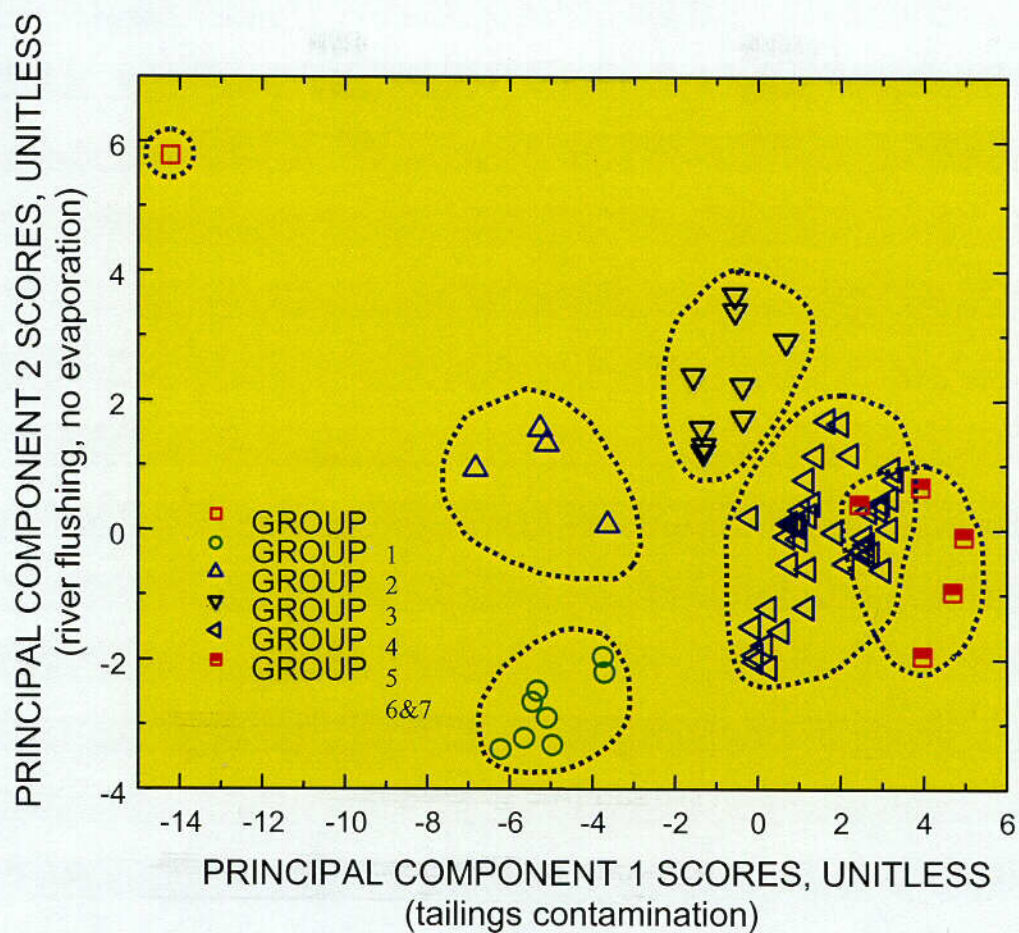 PRINCIPAL COMPONENT 2 SCORES, UNITLESS
(river flushing, no evaporation)
6
4
2
0
-2
-4
GROUP
GROUP 1
GROUP 2
GROUP 3
GROUP 4
GROUP 5
6&7
-14 -12 -10 -8 -6 -4 -2 0 2 4 6
PRINCIPAL COMPONENT 1 SCORES, UNITLESS
(tailings contamination)